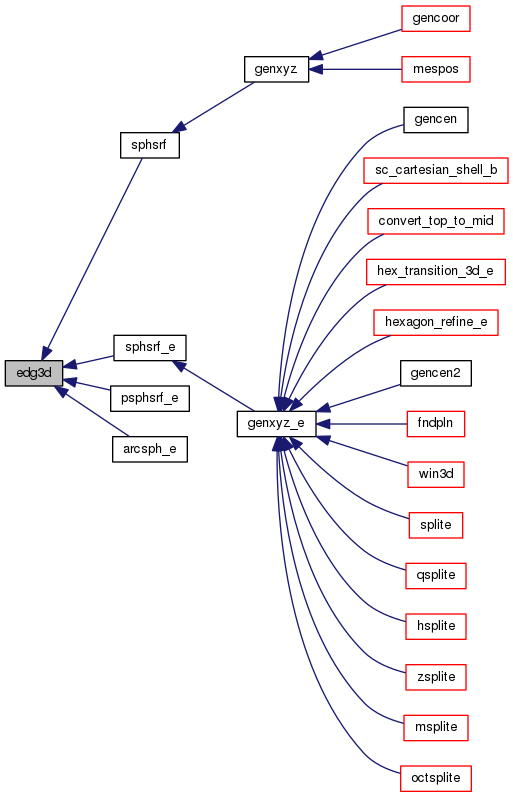 gencoor
genxyz
mespos
gencen
sphsrf
sc_cartesian_shell_b
convert_top_to_mid
hex_transition_3d_e
hexagon_refine_e
sphsrf_e
edg3d
gencen2
psphsrf_e
genxyz_e
fndpln
arcsph_e
win3d
splite
qsplite
hsplite
zsplite
msplite
octsplite